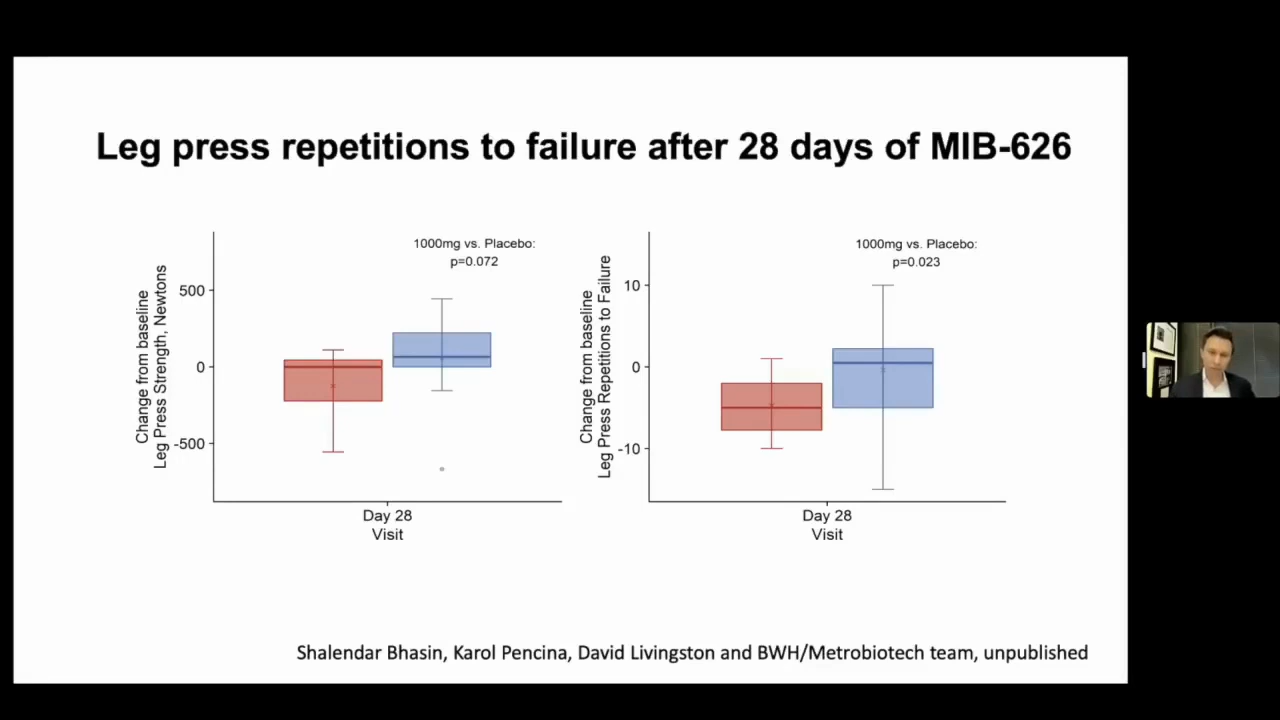 Leg press repetitions to failure after 28 days of MIB-626
Change from baseline
Leg Press Strength, Newtons
500
0
-500
1000mg vs. Placebo:
p=0.072
Day 28
Visit
Change from baseline
Leg Press Repetitions to Failure
10
0
-10
1000mg vs. Placebo:
p=0.023
Day 28
Visit
Shalendar Bhasin, Karol Pencina, David Livingston and BWH/Metrobiotech team, unpublished